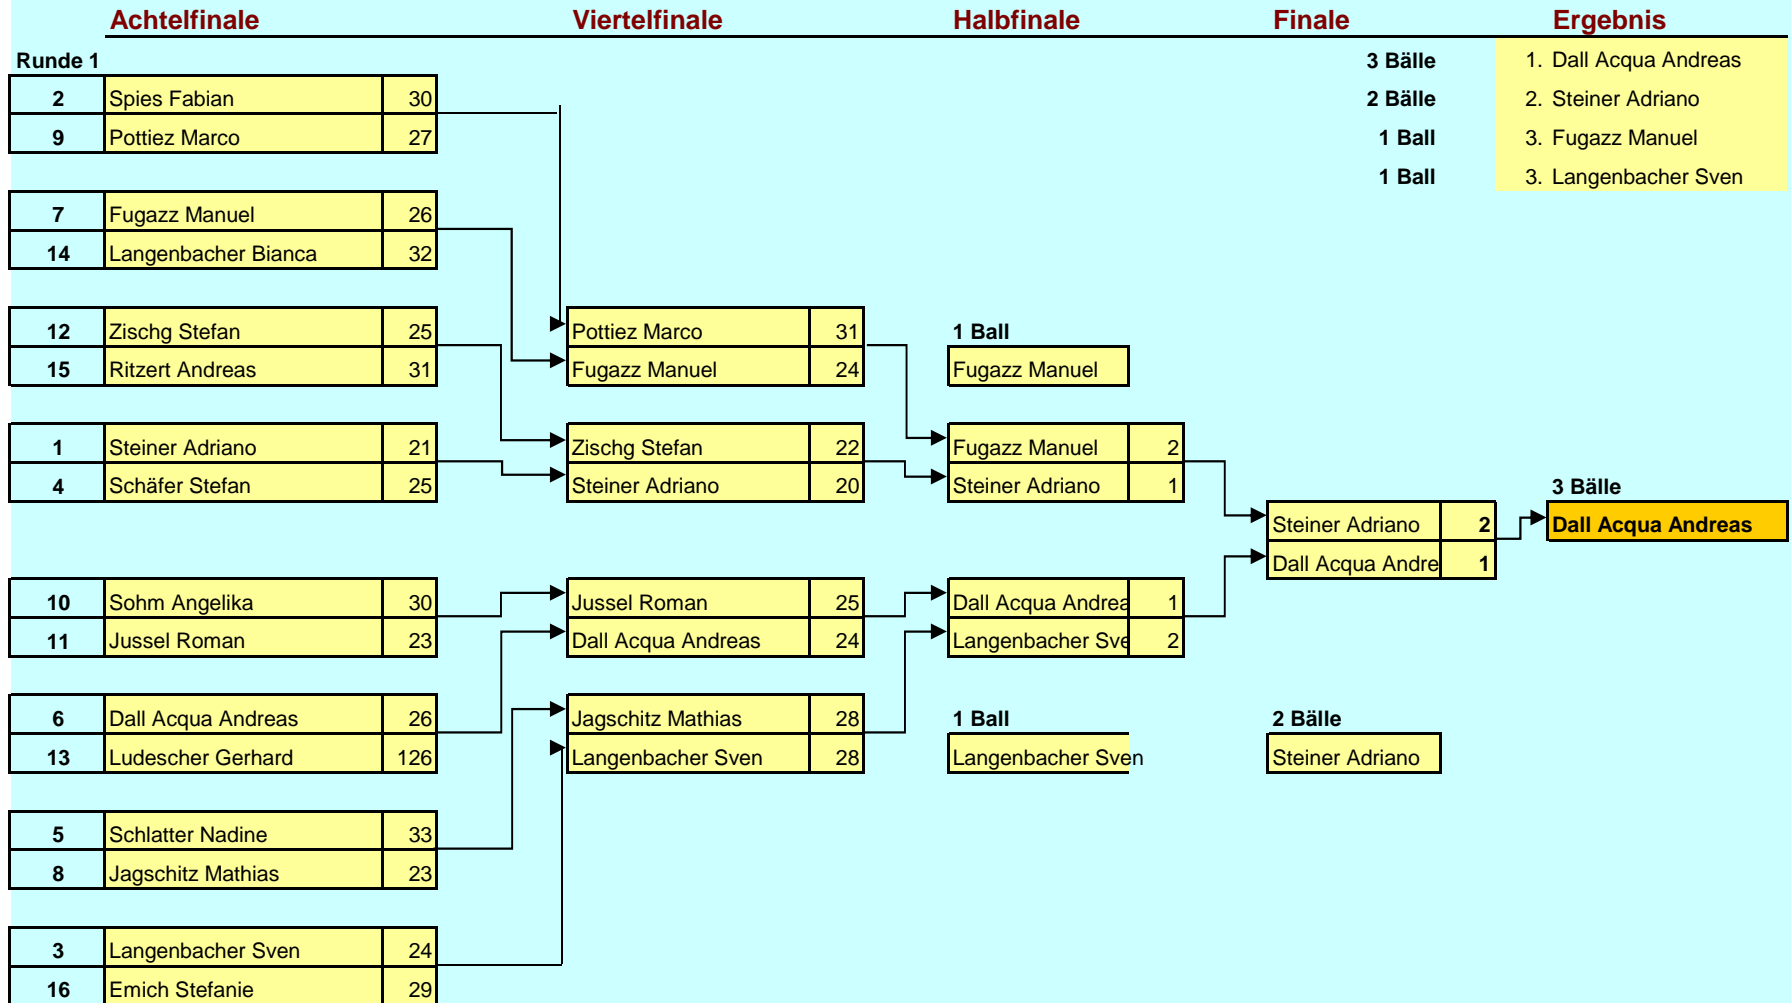 Achtelfinale Viertelfinale Halbfinale Finale Ergebnis
Runde 1 3 Bälle 1. Dall Acqua Andreas
2 Spies Fabian 30 2 Bälle 2. Steiner Adriano
9 Pottiez Marco 27 1 Ball 3. Fugazz Manuel
1 Ball 3. Langenbacher Sven
7 Fugazz Manuel 26
14 Langenbacher Bianca 32
12 Zischg Stefan 25 Pottiez Marco 31 1 Ball
15 Ritzert Andreas 31 Fugazz Manuel 24 Fugazz Manuel
1 Steiner Adriano 21 Zischg Stefan 22 Fugazz Manuel 2
4 Schäfer Stefan 25 Steiner Adriano 20 Steiner Adriano 1 3 Bälle
Steiner Adriano 2 Dall Acqua Andreas
Dall Acqua Andre 1
10 Sohm Angelika 30 Jussel Roman 25 Dall Acqua Andrea 1
11 Jussel Roman 23 Dall Acqua Andreas 24 Langenbacher Sve 2
6 Dall Acqua Andreas 26 Jagschitz Mathias 28 1 Ball 2 Bälle
13 Ludescher Gerhard 126 Langenbacher Sven 28 Langenbacher Sven Steiner Adriano
5 Schlatter Nadine 33
8 Jagschitz Mathias 23
3 Langenbacher Sven 24
16 Emich Stefanie 29